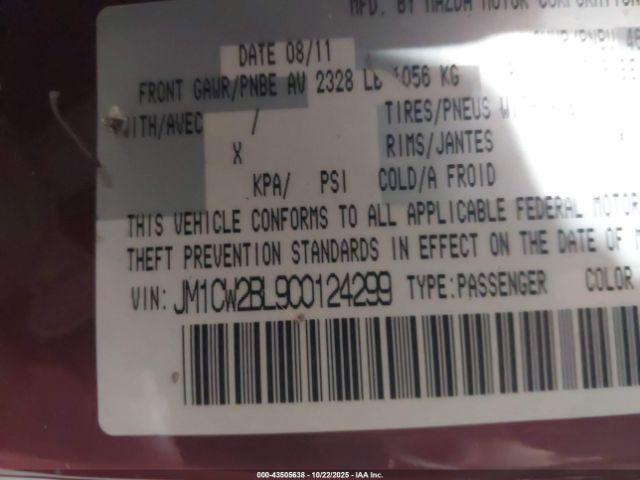 MFD. BY MAZDA MOTOR CORPORATION
DATE 08/11
FRONT GAWR/PNBE AV 2328 LB 1056 KG
WITH/AVEC / TIRES/PNEUS
X RIMS/JANTES
KPA/ PSI COLD/A FROID
THIS VEHICLE CONFORMS TO ALL APPLICABLE FEDERAL MOTOR
THEFT PREVENTION STANDARDS IN EFFECT ON THE DATE OF M
VIN: JM1CW2BL9C0124299 TYPE:PASSENGER COLOR
000-43505638 - 10/22/2025 - IAA Inc.